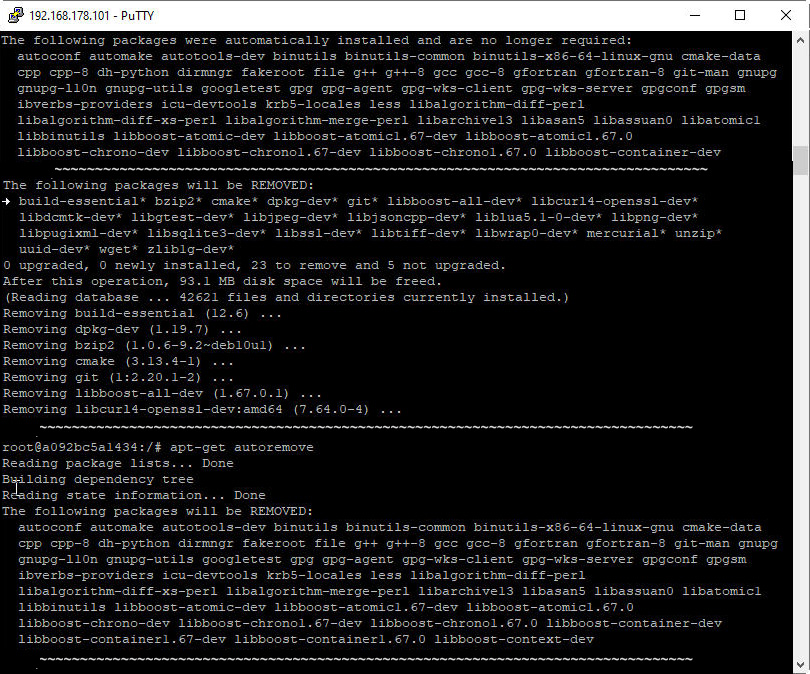 192.168.178.101 - PuTTY
The following packages were automatically installed and are no longer required:
autoconf automake autotools-dev binutils binutils-common binutils-x86-64-linux-gnu cmake-data
cpp cpp-8 dh-python dirmngr fakeroot file g++ g++-8 gcc gcc-8 gfortran gfortran-8 git-man gnupg
gnupg-l10n gnupg-utils googletest gpg gpg-agent gpg-wks-client gpg-wks-server gpgconf gpgsm
ibverbs-providers icu-devtools krb5-locales less libalgorithm-diff-perl
libalgorithm-diff-xs-perl libalgorithm-merge-perl libarchive13 libasan5 libassuan0 libatomic1
libbinutils libboost-atomic-dev libboost-atomic1.67-dev libboost-atomic1.67.0
libboost-chrono-dev libboost-chrono1.67-dev libboost-chrono1.67.0 libboost-container-dev
~~~~~~~~~~~~~~~~~~~~~~~~~~~~~~~~~~~~~~~~~~~~~~~~~~~~~~~~~~~~~~~~~~~~~~~~~~~~~~~~~~
The following packages will be REMOVED:
build-essential* bzip2* cmake* dpkg-dev* git* libboost-all-dev* libcurl4-openssl-dev*
libdcmtk-dev* libgtest-dev* libjpeg-dev* libjsoncpp-dev* liblua5.1-0-dev* libpng-dev*
libpugixml-dev* libsqlite3-dev* libssl-dev* libtiff-dev* libwrap0-dev* mercurial* unzip*
uuid-dev* wget* zlib1g-dev*
0 upgraded, 0 newly installed, 23 to remove and 5 not upgraded.
After this operation, 93.1 MB disk space will be freed.
(Reading database ... 42621 files and directories currently installed.)
Removing build-essential (12.6) ...
Removing dpkg-dev (1.19.7) ...
Removing bzip2 (1.0.6-9.2~deb10u1) ...
Removing cmake (3.13.4-1) ...
Removing git (1:2.20.1-2) ...
Removing libboost-all-dev (1.67.0.1) ...
Removing libcurl4-openssl-dev:amd64 (7.64.0-4) ...
~~~~~~~~~~~~~~~~~~~~~~~~~~~~~~~~~~~~~~~~~~~~~~~~~~~~~~~~~~~~~~~~~~~~~~~~~~~~~~~~~~
root@a092bc5a1434:/# apt-get autoremove
Reading package lists... Done
Building dependency tree
Reading state information... Done
The following packages will be REMOVED:
autoconf automake autotools-dev binutils binutils-common binutils-x86-64-linux-gnu cmake-data
cpp cpp-8 dh-python dirmngr fakeroot file g++ g++-8 gcc gcc-8 gfortran gfortran-8 git-man gnupg
gnupg-l10n gnupg-utils googletest gpg gpg-agent gpg-wks-client gpg-wks-server gpgconf gpgsm
ibverbs-providers icu-devtools krb5-locales less libalgorithm-diff-perl
libalgorithm-diff-xs-perl libalgorithm-merge-perl libarchive13 libasan5 libassuan0 libatomic1
libbinutils libboost-atomic-dev libboost-atomic1.67-dev libboost-atomic1.67.0
libboost-chrono-dev libboost-chrono1.67-dev libboost-chrono1.67.0 libboost-container-dev
libboost-container1.67-dev libboost-container1.67.0 libboost-context-dev
~~~~~~~~~~~~~~~~~~~~~~~~~~~~~~~~~~~~~~~~~~~~~~~~~~~~~~~~~~~~~~~~~~~~~~~~~~~~~~~~~~